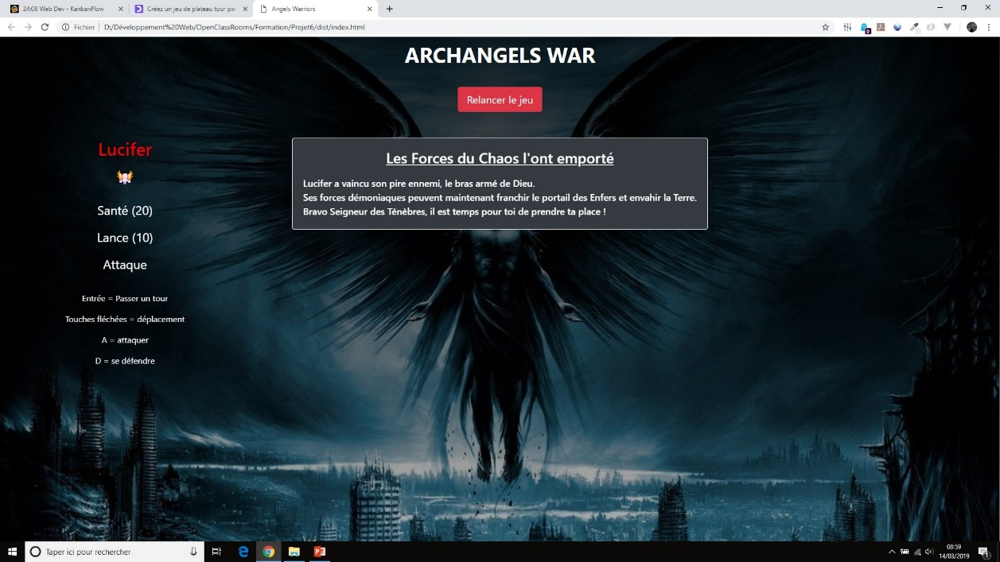 24:08 Web Dev - KanbanFlow
Créez un jeu de plateau tour par
Angels Warriors
Fichier
D:/Développement%20Web/OpenClassRooms/Formation/Projet6/dist/index.html
ARCHANGELS WAR
Relancer le jeu
Lucifer
Santé (20)
Lance (10)
Attaque
Entrée = Passer un tour
Touches fléchées = déplacement
A = attaquer
D = se défendre
Les Forces du Chaos l'ont emporté
Lucifer a vaincu son pire ennemi, le bras armé de Dieu.
Ses forces démoniaques peuvent maintenant franchir le portail des Enfers et envahir la Terre.
Bravo Seigneur des Ténèbres, il est temps pour toi de prendre ta place !
Taper ici pour rechercher
08:59
14/03/2019